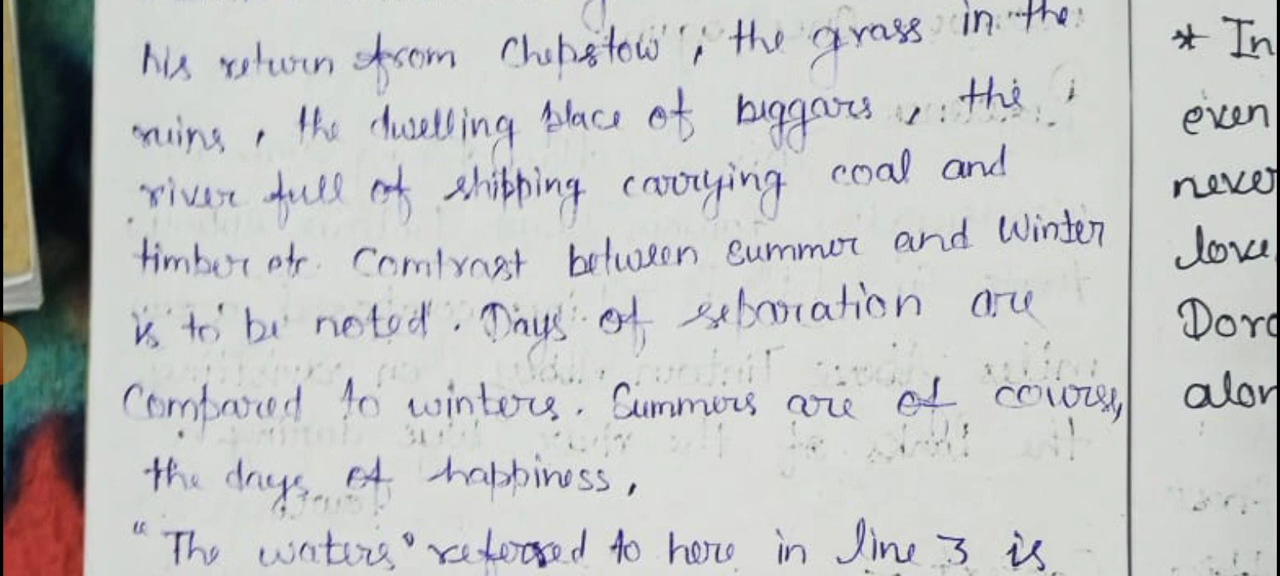 his return from Chepstow, the grass in the
ruins, the dwelling place of biggars, the
river full of shipping carrying coal and
timber etc. Comtrast between summer and Winter
is to be noted. Days of separation are
Compared to winters. Summers are of course,
the days of happiness,
"The waters" referred to here in line 3 is
* In
even
never
love
Doro
alon